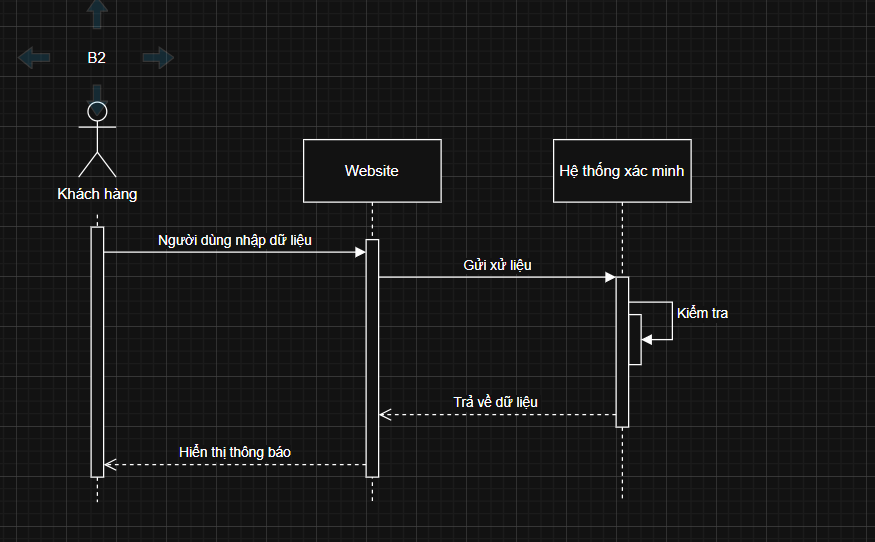 B2
Khách hàng
Website
Hệ thống xác minh
Người dùng nhập dữ liệu
Gửi xử liệu
Kiểm tra
Trả về dữ liệu
Hiển thị thông báo